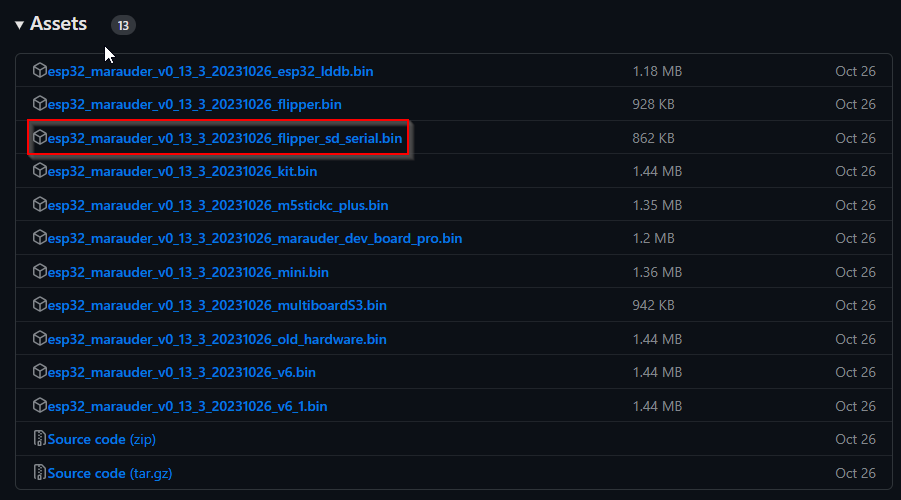 Assets 13
esp32_marauder_v0_13_3_20231026_esp32_lddb.bin 1.18 MB Oct 26
esp32_marauder_v0_13_3_20231026_flipper.bin 928 KB Oct 26
esp32_marauder_v0_13_3_20231026_flipper_sd_serial.bin 862 KB Oct 26
esp32_marauder_v0_13_3_20231026_kit.bin 1.44 MB Oct 26
esp32_marauder_v0_13_3_20231026_m5stickc_plus.bin 1.35 MB Oct 26
esp32_marauder_v0_13_3_20231026_marauder_dev_board_pro.bin 1.2 MB Oct 26
esp32_marauder_v0_13_3_20231026_mini.bin 1.36 MB Oct 26
esp32_marauder_v0_13_3_20231026_multiboardS3.bin 942 KB Oct 26
esp32_marauder_v0_13_3_20231026_old_hardware.bin 1.44 MB Oct 26
esp32_marauder_v0_13_3_20231026_v6.bin 1.44 MB Oct 26
esp32_marauder_v0_13_3_20231026_v6_1.bin 1.44 MB Oct 26
Source code (zip) Oct 26
Source code (tar.gz) Oct 26